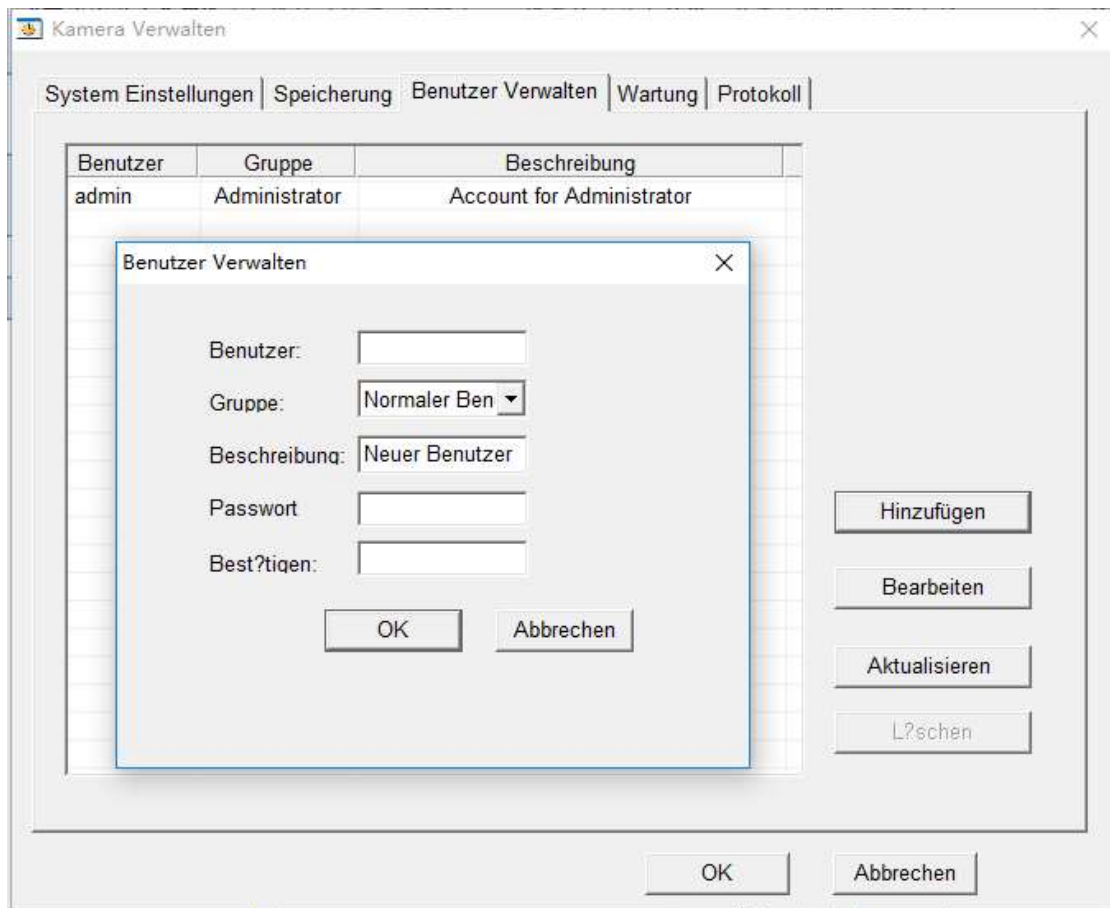 Kamera Verwalten
System Einstellungen Speicherung Benutzer Verwalten Wartung Protokoll
Benutzer Gruppe Beschreibung
admin Administrator Account for Administrator
Benutzer Verwalten
Benutzer:
Gruppe: Normaler Ben
Beschreibung: Neuer Benutzer
Passwort
Best?tigen:
OK Abbrechen
Hinzufügen
Bearbeiten
Aktualisieren
L?schen
OK Abbrechen